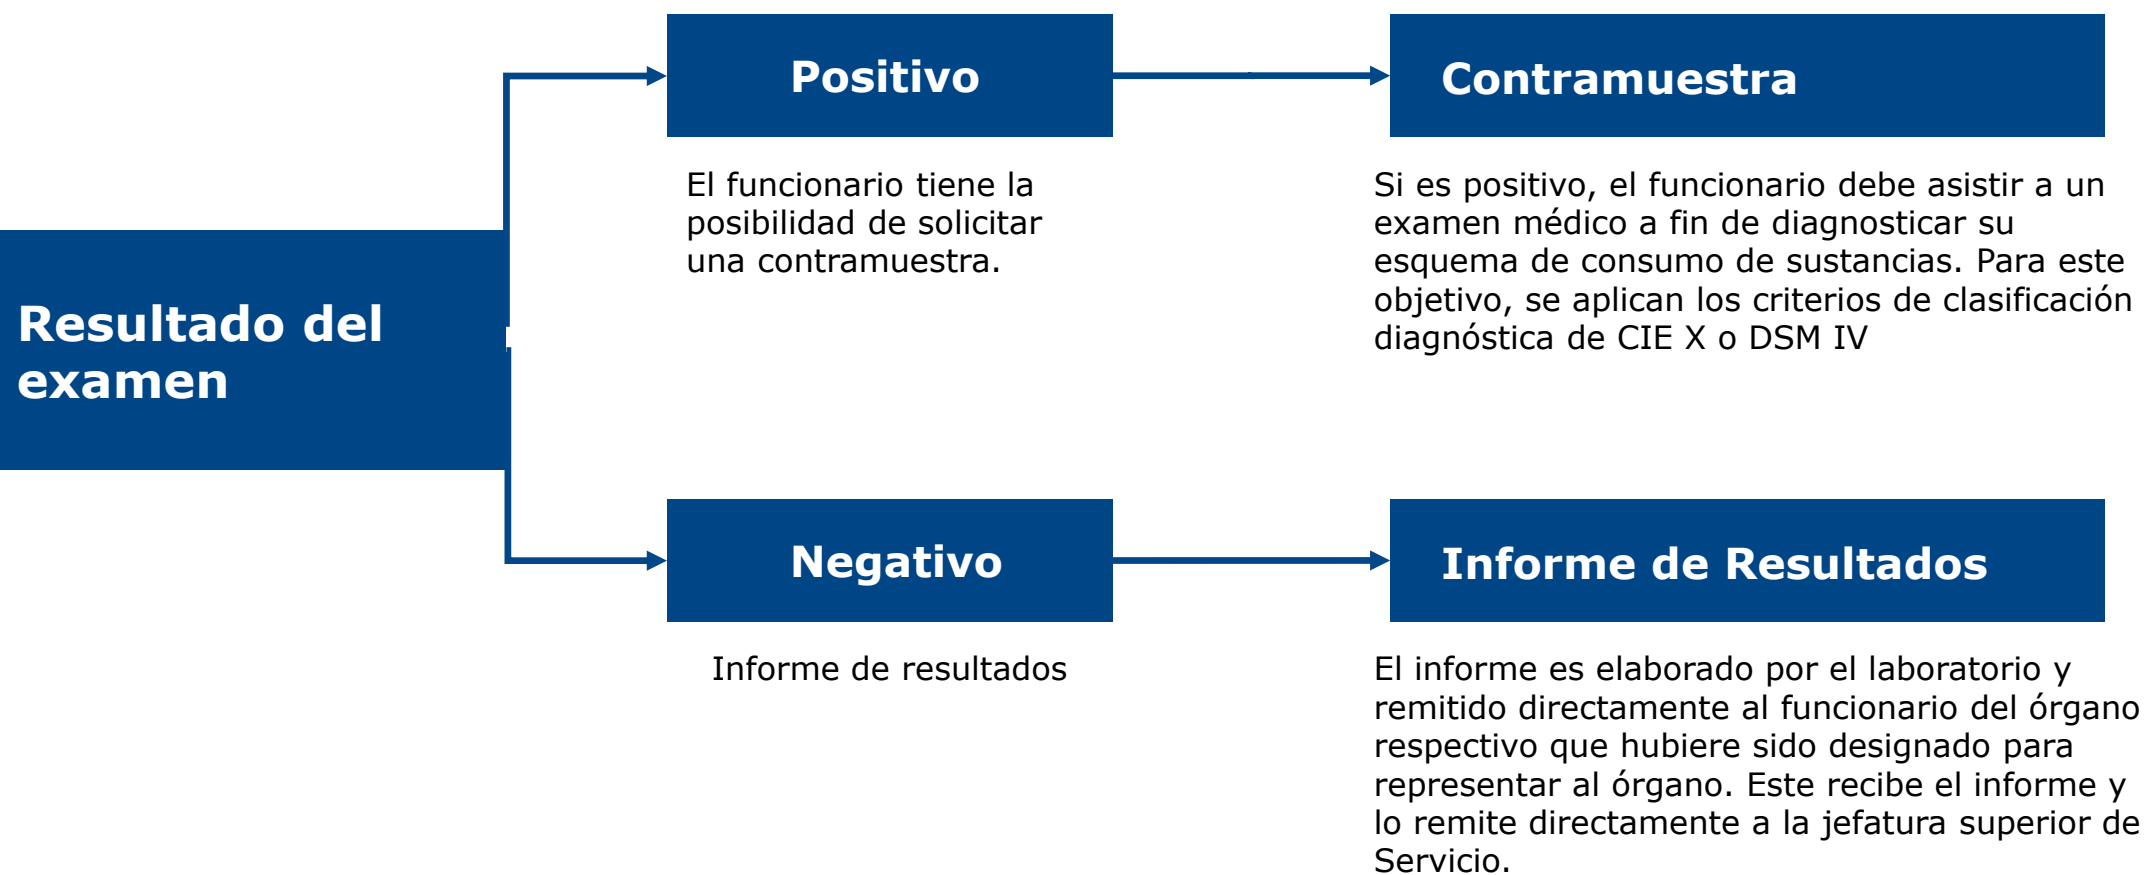 Resultado del
examen
Positivo
El funcionario tiene la
posibilidad de solicitar
una contramuestra.
Contramuestra
Si es positivo, el funcionario debe asistir a un
examen médico a fin de diagnosticar su
esquema de consumo de sustancias. Para este
objetivo, se aplican los criterios de clasificación
diagnóstica de CIE X o DSM IV
Negativo
Informe de resultados
Informe de Resultados
El informe es elaborado por el laboratorio y
remitido directamente al funcionario del órgano
respectivo que hubiere sido designado para
representar al órgano. Este recibe el informe y
lo remite directamente a la jefatura superior de
Servicio.